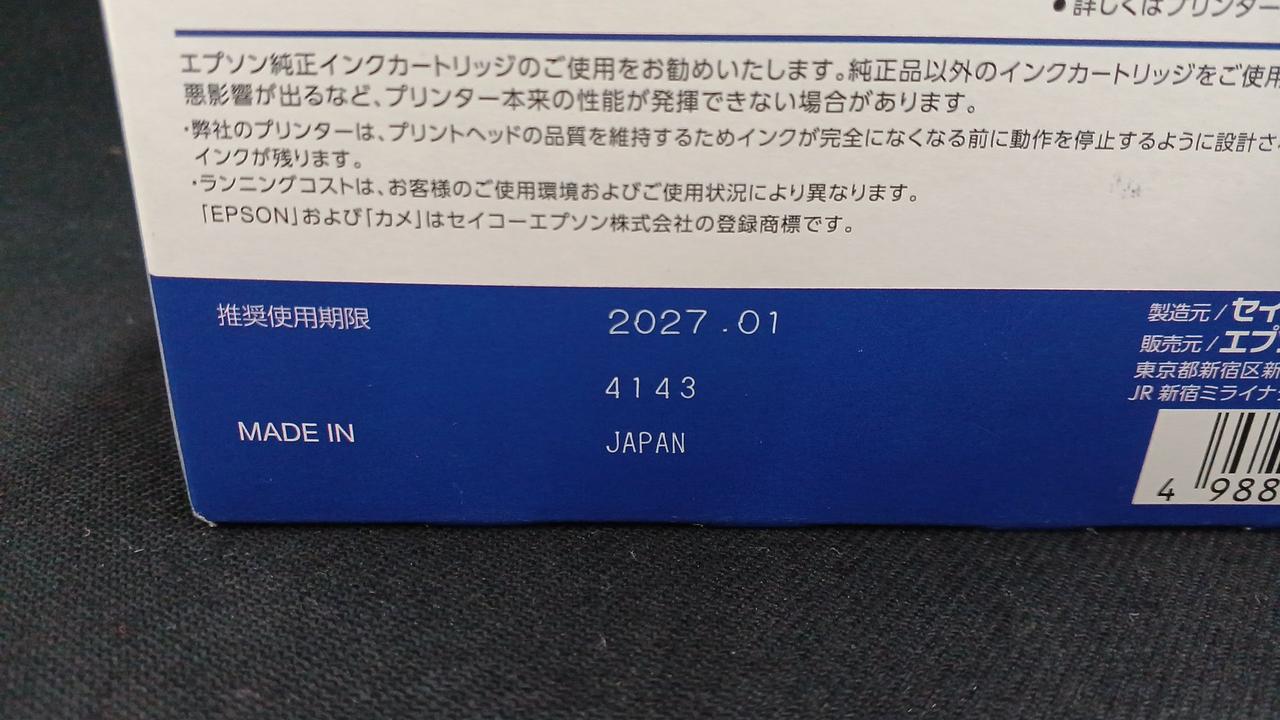 ●詳しくはプリンター
エプソン純正インクカートリッジのご使用をお勧めいたします。純正品以外のインクカートリッジをご使用
悪影響が出るなど、プリンター本来の性能が発揮できない場合があります。
・弊社のプリンターは、プリントヘッドの品質を維持するためインクが完全になくなる前に動作を停止するように設計さ
インクが残ります。
・ランニングコストは、お客様のご使用環境およびご使用状況により異なります。
「EPSON」および「カメ」はセイコーエプソン株式会社の登録商標です。
推奨使用期限 2027.01
4143
MADE IN JAPAN
製造元/セイ
販売元/エプ
東京都新宿区新
JR 新宿ミライナ
4 988